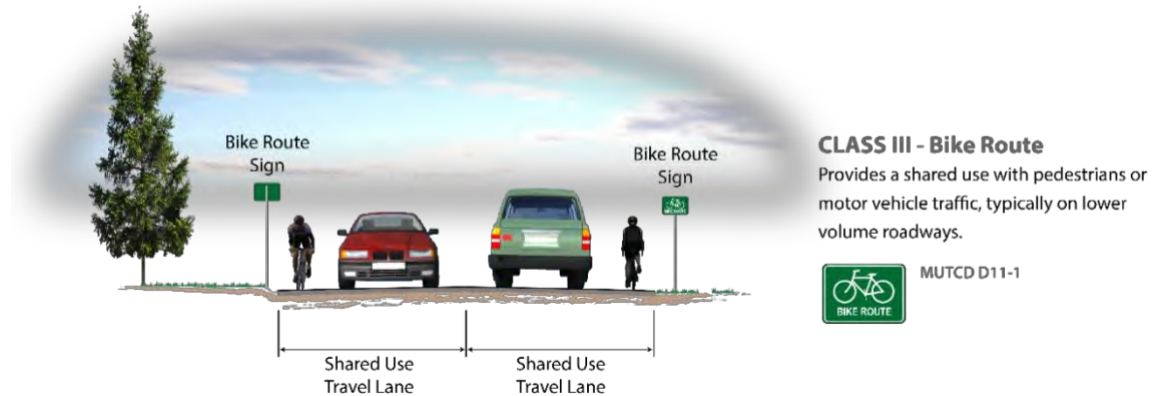 Bike Route
Sign
Bike Route
Sign
CLASS III - Bike Route
Provides a shared use with pedestrians or
motor vehicle traffic, typically on lower
volume roadways.
MUTCD D11-1
BIKE ROUTE
Shared Use
Travel Lane
Shared Use
Travel Lane